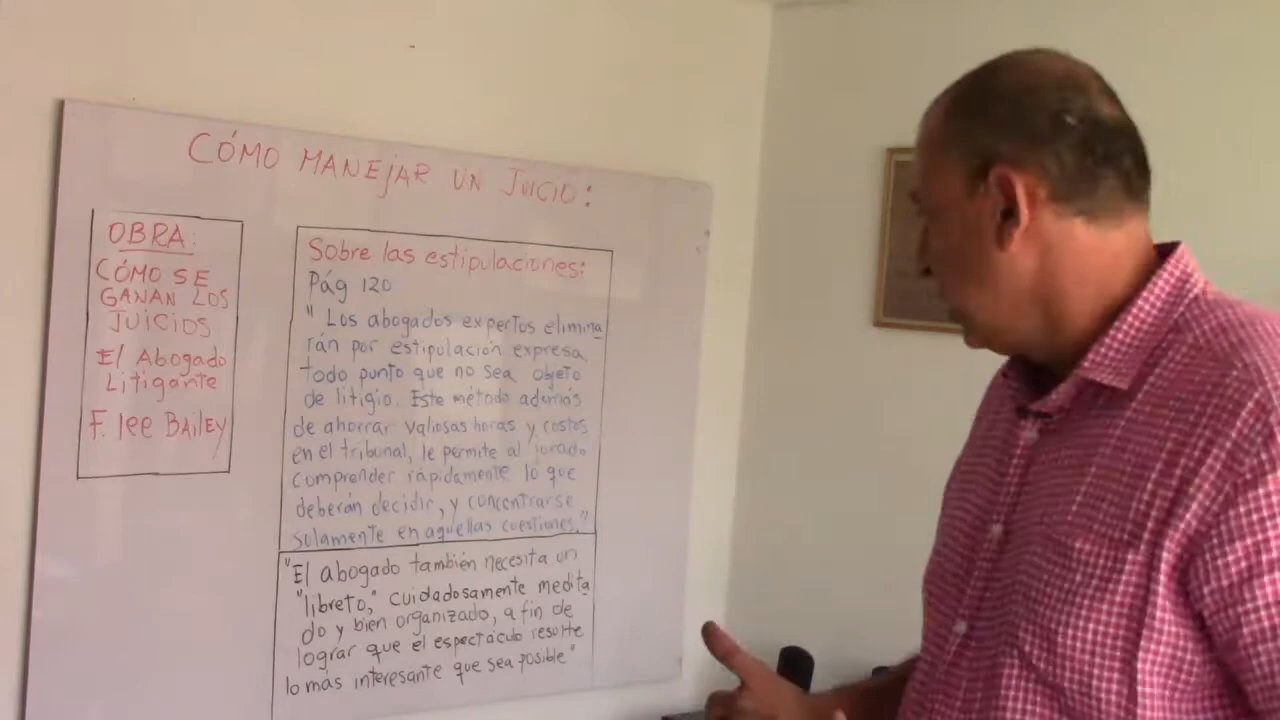 CÓMO MANEJAR UN JUICIO:
OBRA:
CÓMO SE
GANAN LOS
JUICIOS
El Abogado
Litigante
F. lee BAILEY
Sobre las estipulaciones:
Pág 120
" Los abogados expertos elimina
rán por estipulación expresa
todo punto que no sea objeto
de litigio. Este método además
de ahorrar valiosas horas y costos
en el tribunal, le permite al jurado
comprender rápidamente lo que
deberán decidir, y concentrarse
solamente en aquellas cuestiones."
"El abogado también necesita un
"libreto," cuidadosamente medita
do y bien organizado, a fin de
lograr que el espectáculo resulte
lo más interesante que sea posible"